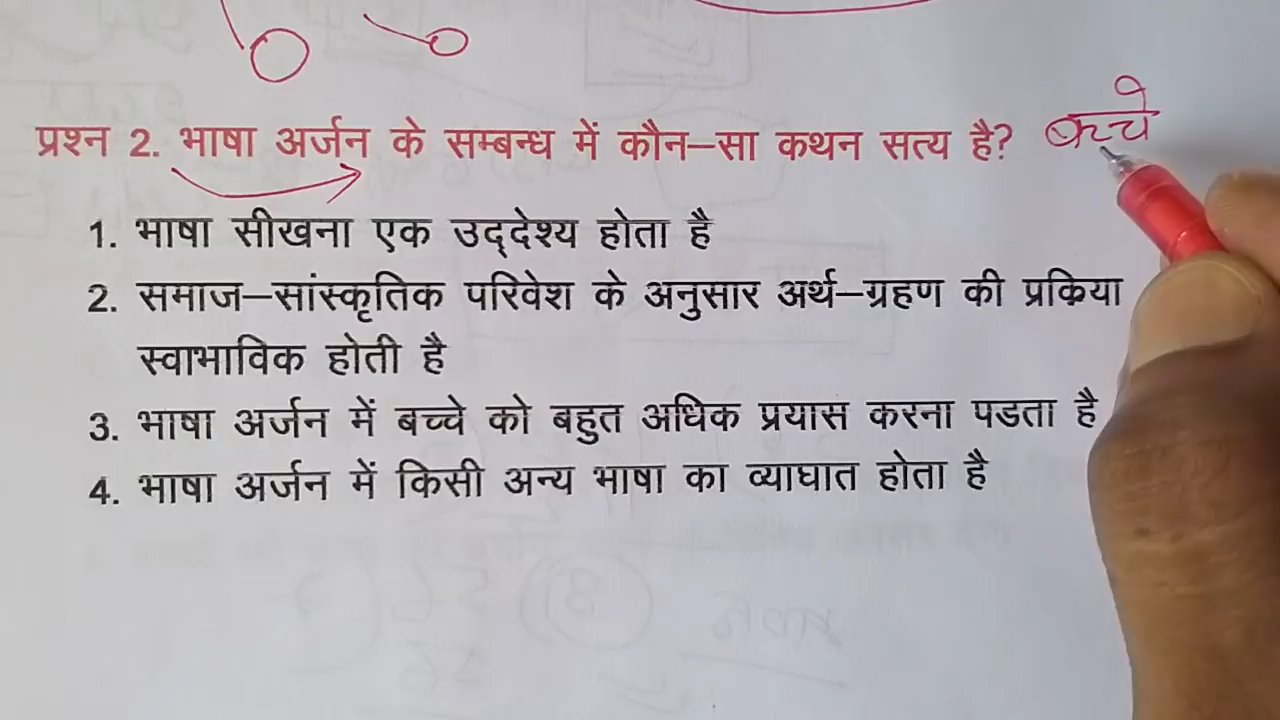 प्रश्न 2. भाषा अर्जन के सम्बन्ध में कौन–सा कथन सत्य है? बच्चे
1. भाषा सीखना एक उद्‌देश्य होता है
2. समाज–सांस्कृतिक परिवेश के अनुसार अर्थ–ग्रहण की प्रक्रिया
स्वाभाविक होती है
3. भाषा अर्जन में बच्चे को बहुत अधिक प्रयास करना पडता है
4. भाषा अर्जन में किसी अन्य भाषा का व्याघात होता है